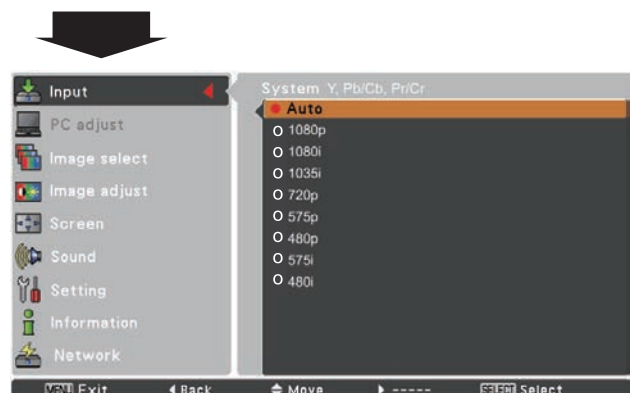 Input
PC adjust
Image select
Image adjust
Screen
Sound
Setting
Information
Network
System Y, Pb/Cb, Pr/Cr
Auto
1080p
1080i
1035i
720p
575p
480p
575i
480i
MENU Exit Back Move ----- SELECT Select